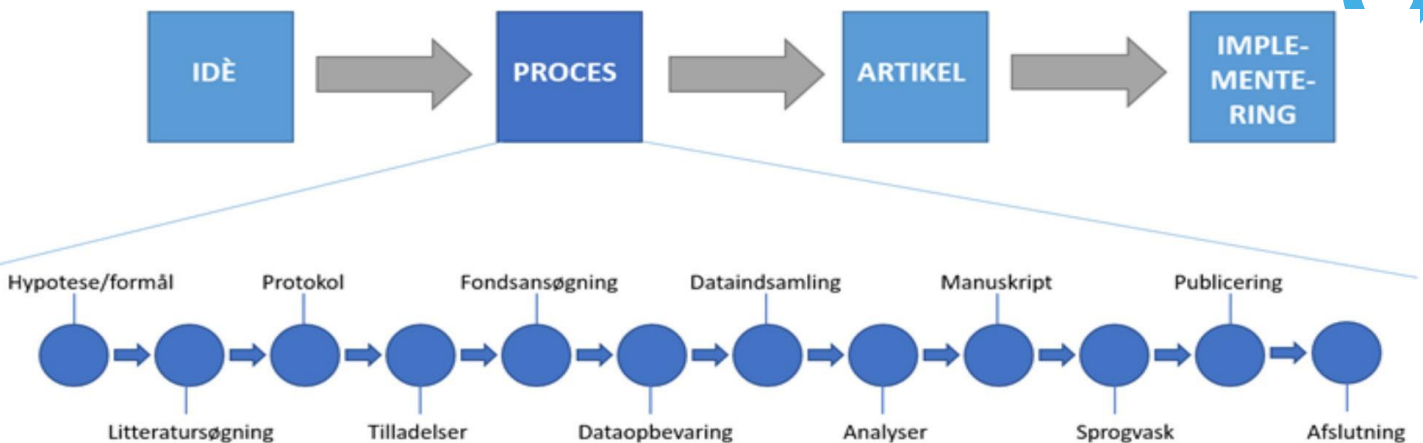 IDÈ
PROCES
ARTIKEL
IMPLE-
MENTE-
RING
Hypotese/formål
Protokol
Fondsansøgning
Dataindsamling
Manuskript
Publicering
Litteratursøgning
Tilladelser
Dataopbevaring
Analyser
Sprogvask
Afslutning